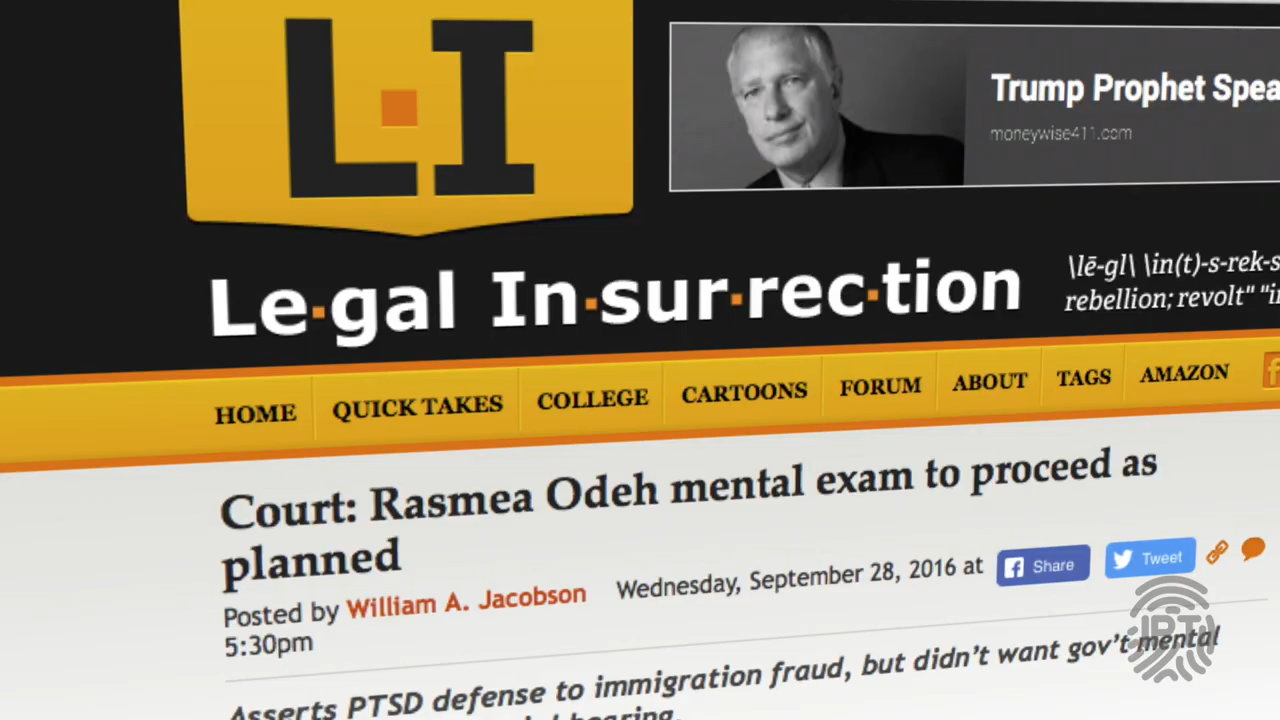 L·I
Trump Prophet Spea
moneywise411.com
Le·gal In·sur·rec·tion
\lē-gl\ \in(t)-s-rek-s
rebellion; revolt" "i
HOME QUICK TAKES COLLEGE CARTOONS FORUM ABOUT TAGS AMAZON
Court: Rasmea Odeh mental exam to proceed as
planned
Posted by William A. Jacobson Wednesday, September 28, 2016 at
5:30pm
Share Tweet
IPT
Asserts PTSD defense to immigration fraud, but didn't want gov't mental
hearing.